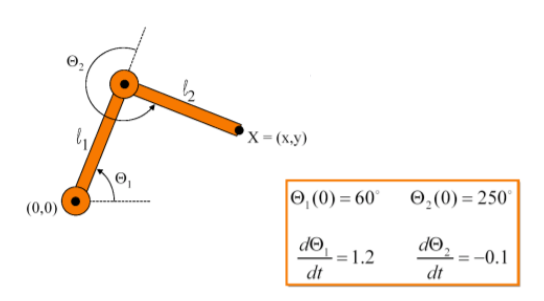 Θ₂
ℓ₂
ℓ₁
X = (x,y)
Θ₁
(0,0)
Θ₁(0) = 60° Θ₂(0) = 250°
dΘ₁/dt = 1.2 dΘ₂/dt = −0.1